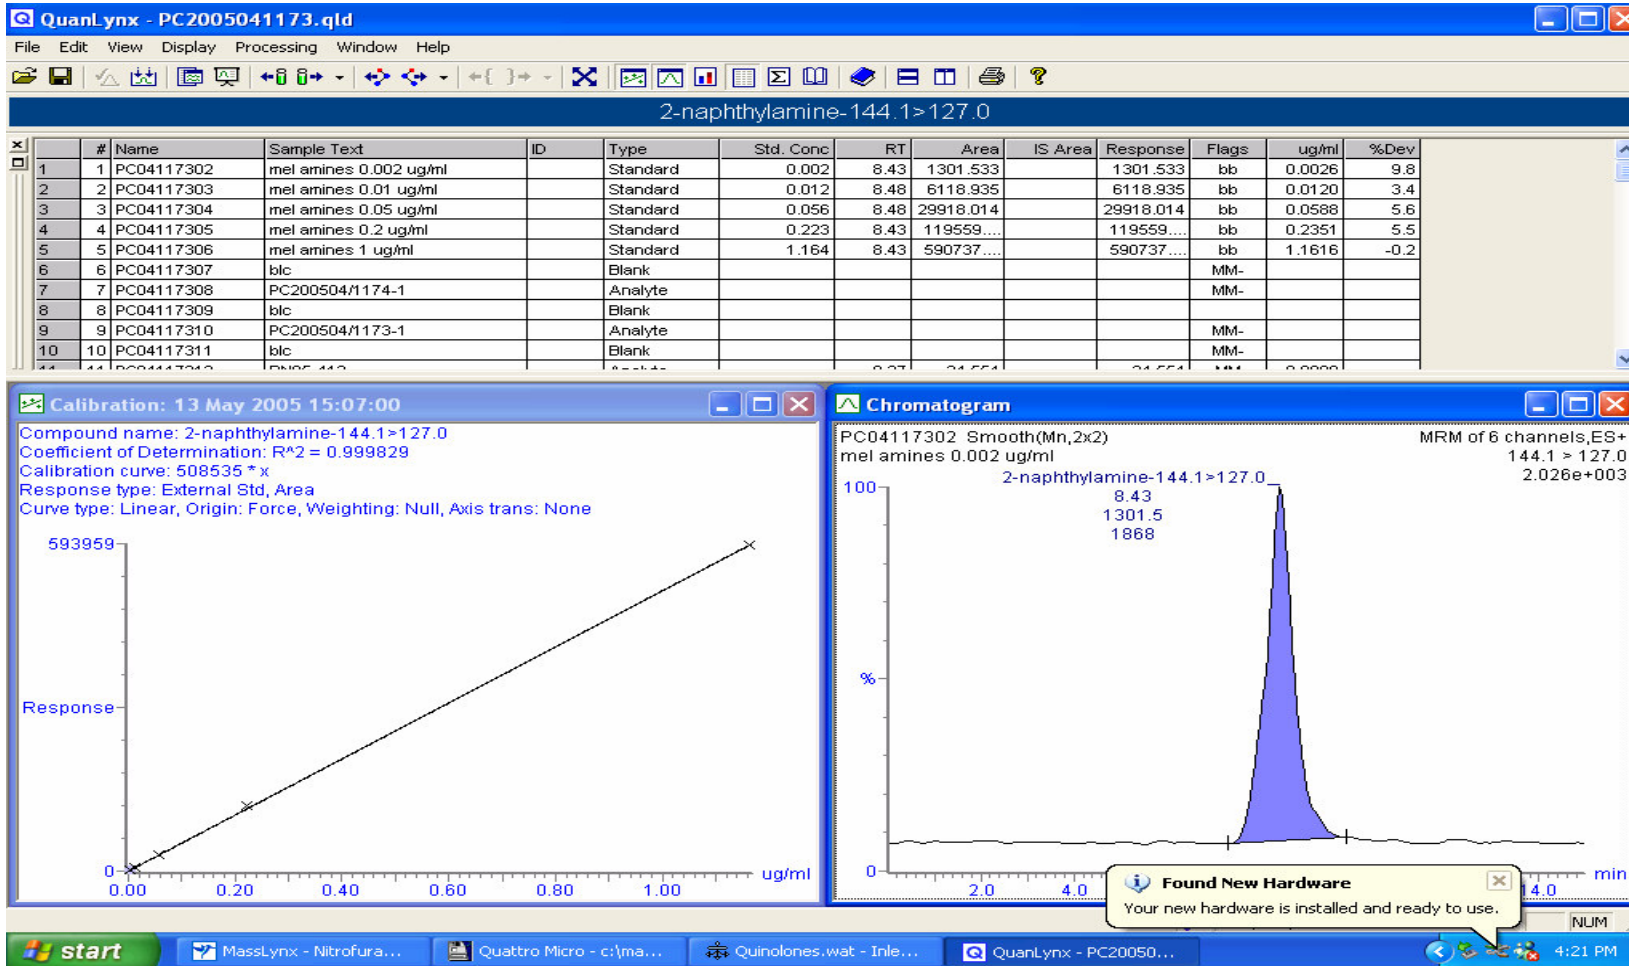 QuanLynx - PC2005041173.qld
File Edit View Display Processing Window Help
2-naphthylamine-144.1>127.0
# Name Sample Text ID Type Std. Conc RT Area IS Area Response Flags ug/ml %Dev
1 1 PC04117302 mel amines 0.002 ug/ml Standard 0.002 8.43 1301.533 1301.533 bb 0.0026 9.8
2 2 PC04117303 mel amines 0.01 ug/ml Standard 0.012 8.48 6118.935 6118.935 bb 0.0120 3.4
3 3 PC04117304 mel amines 0.05 ug/ml Standard 0.056 8.48 29918.014 29918.014 bb 0.0588 5.6
4 4 PC04117305 mel amines 0.2 ug/ml Standard 0.223 8.43 119559.... 119559.... bb 0.2351 5.5
5 5 PC04117306 mel amines 1 ug/ml Standard 1.164 8.43 590737.... 590737.... bb 1.1616 -0.2
6 6 PC04117307 blc Blank MM-
7 7 PC04117308 PC200504/1174-1 Analyte MM-
8 8 PC04117309 blc Blank
9 9 PC04117310 PC200504/1173-1 Analyte MM-
10 10 PC04117311 blc Blank MM-
Calibration: 13 May 2005 15:07:00
Compound name: 2-naphthylamine-144.1>127.0
Coefficient of Determination: R^2 = 0.999829
Calibration curve: 508535 * x
Response type: External Std, Area
Curve type: Linear, Origin: Force, Weighting: Null, Axis trans: None
593959
Response
0
0.00 0.20 0.40 0.60 0.80 1.00
ug/ml
Chromatogram
PC04117302 Smooth(Mn,2x2)
mel amines 0.002 ug/ml
MRM of 6 channels,ES+
144.1 > 127.0
2.026e+003
2-naphthylamine-144.1>127.0
8.43
1301.5
1868
100
%
0
2.0 4.0 14.0
min
Found New Hardware
Your new hardware is installed and ready to use.
NUM
start
MassLynx - Nitrofura...
Quattro Micro - c:\ma...
Quinolones.wat - Inle...
QuanLynx - PC20050...
4:21 PM